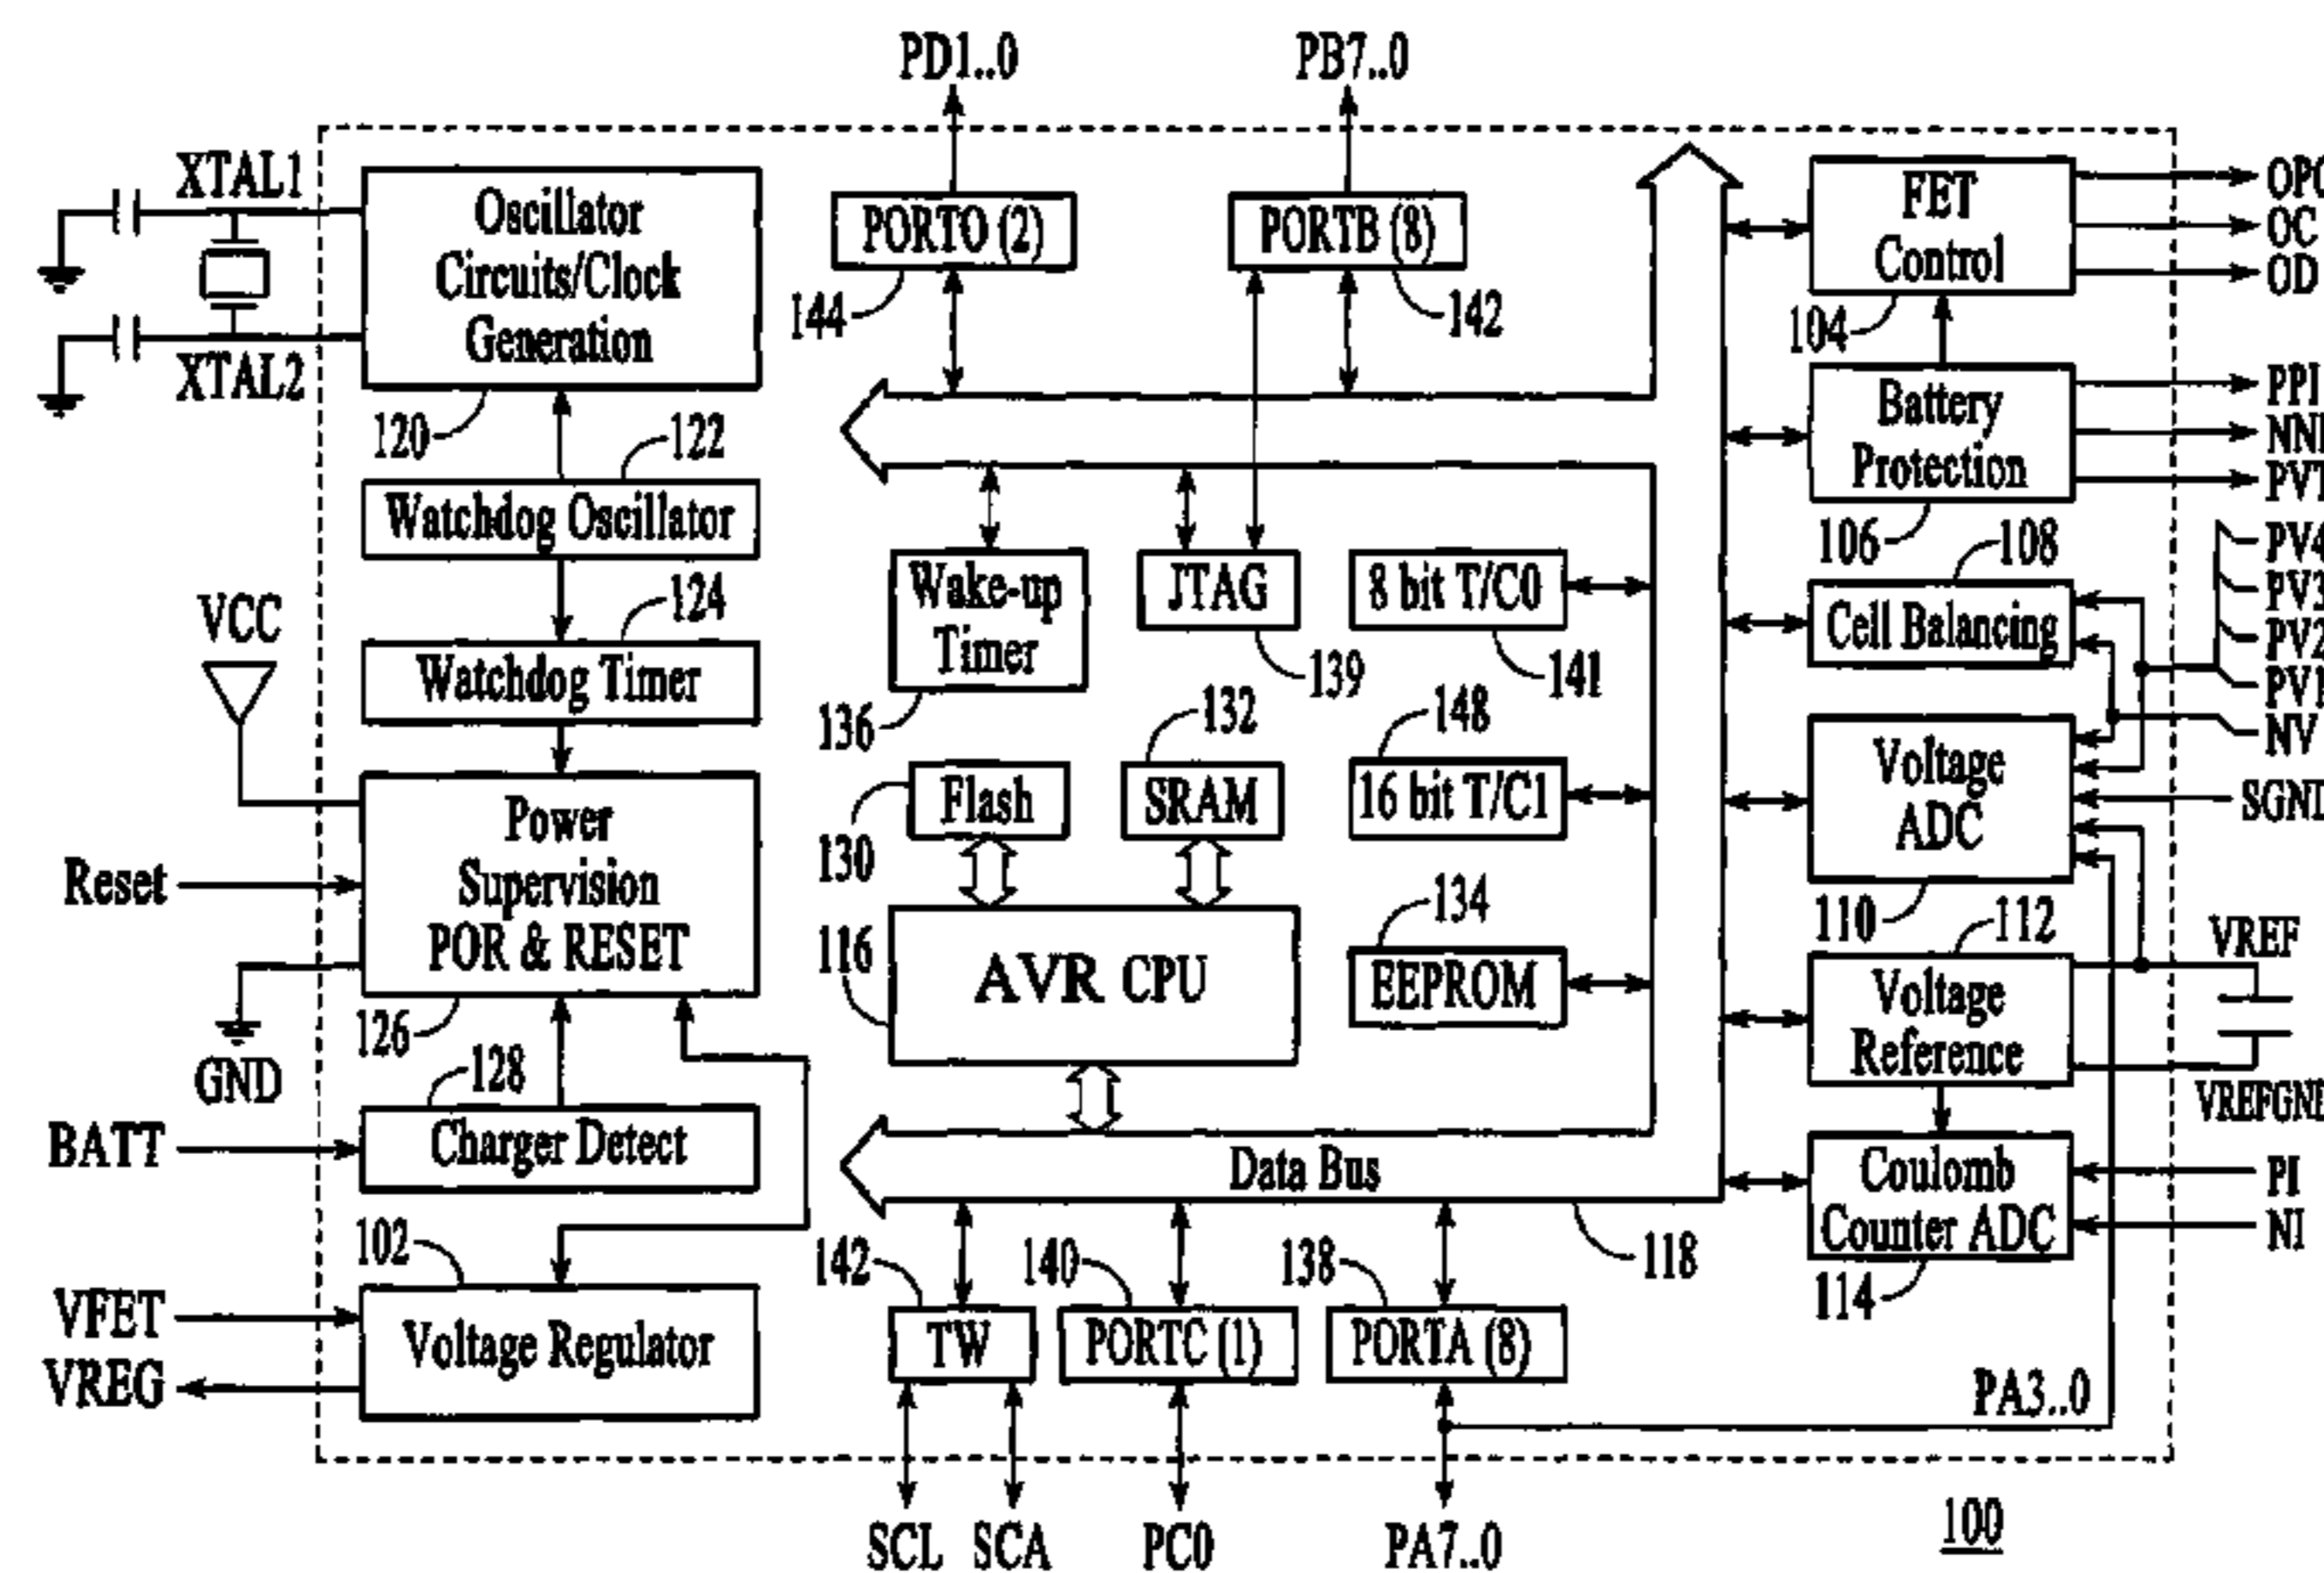 PD1..0
PB7..0
XTAL1
Oscillator
Circuits/Clock
Generation
XTAL2
120
PORTO (2)
144
PORTB (8)
142
FET
Control
104
OC
OD
Battery
Protection
106
PPI
122
Watchdog Oscillator
124
Watchdog Timer
VCC
Wake-up
Timer
136
JTAG
139
8 bit T/C0
141
108
Cell Balancing
NV
132
148
Flash
130
SRAM
16 bit T/C1
Voltage
ADC
110
Power
Supervision
POR & RESET
126
Reset
GND
116
AVR CPU
134
EEPROM
112
Voltage
Reference
VREF
128
Charger Detect
BATT
Data Bus
118
Coulomb
Counter ADC
114
PI
NI
102
Voltage Regulator
VFET
VREG
142
TW
140
PORTC (1)
138
PORTA (8)
PA3..0
SCL
SCA
PC0
PA7..0
100